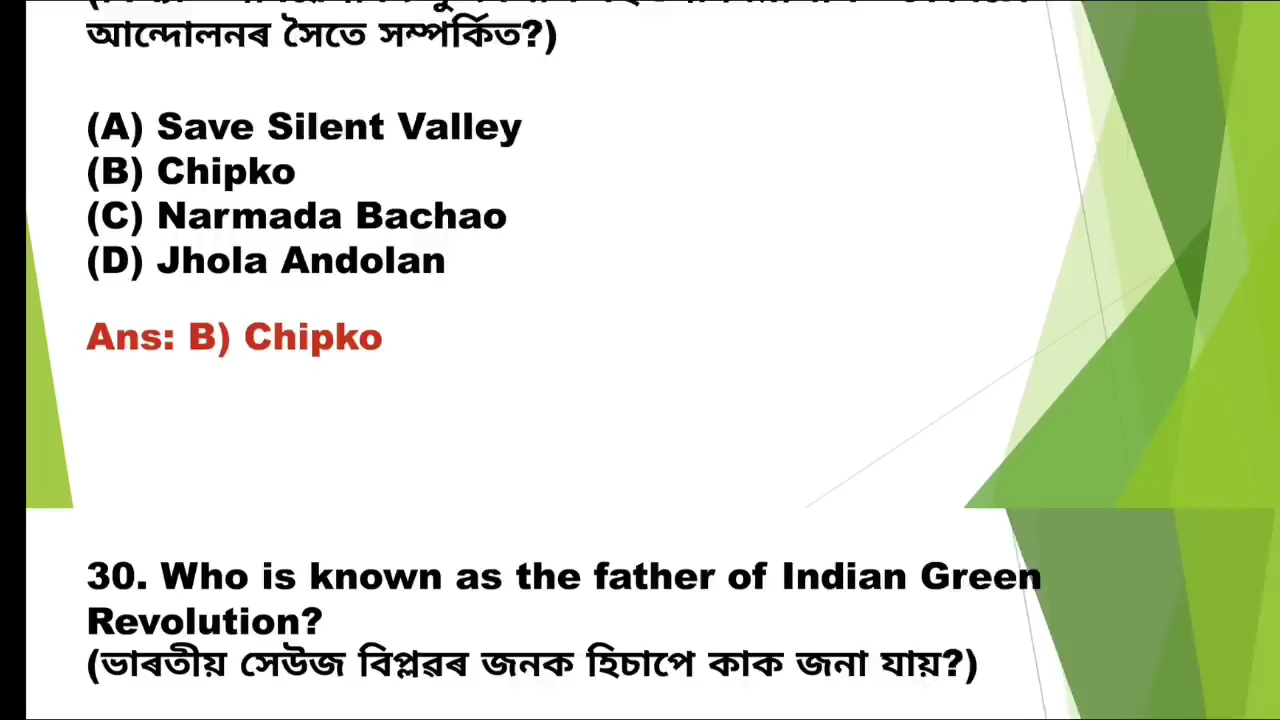 আন্দোলনৰ সৈতে সম্পৰ্কিত?)
(A) Save Silent Valley
(B) Chipko
(C) Narmada Bachao
(D) Jhola Andolan
Ans: B) Chipko
30. Who is known as the father of Indian Green
Revolution?
(ভাৰতীয় সেউজ বিপ্লৱৰ জনক হিচাপে কাক জনা যায়?)